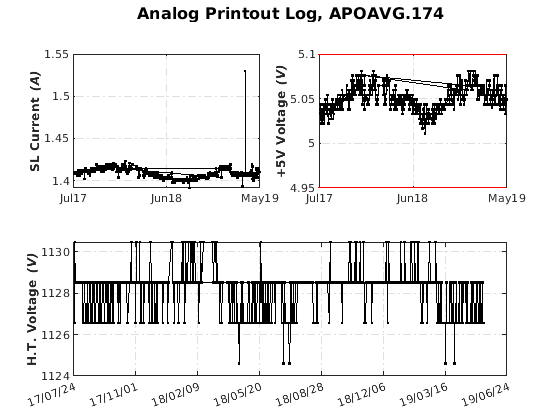 Analog Printout Log, APOAVG.174
1.55
1.5
1.45
1.4
SL Current (A)
Jul17 Jun18 May19
5.1
5.05
5
4.95
+5V Voltage (V)
Jul17 Jun18 May19
1130
1128
1126
1124
H.T. Voltage (V)
17/07/24 17/11/01 18/02/09 18/05/20 18/08/28 18/12/06 19/03/16 19/06/24